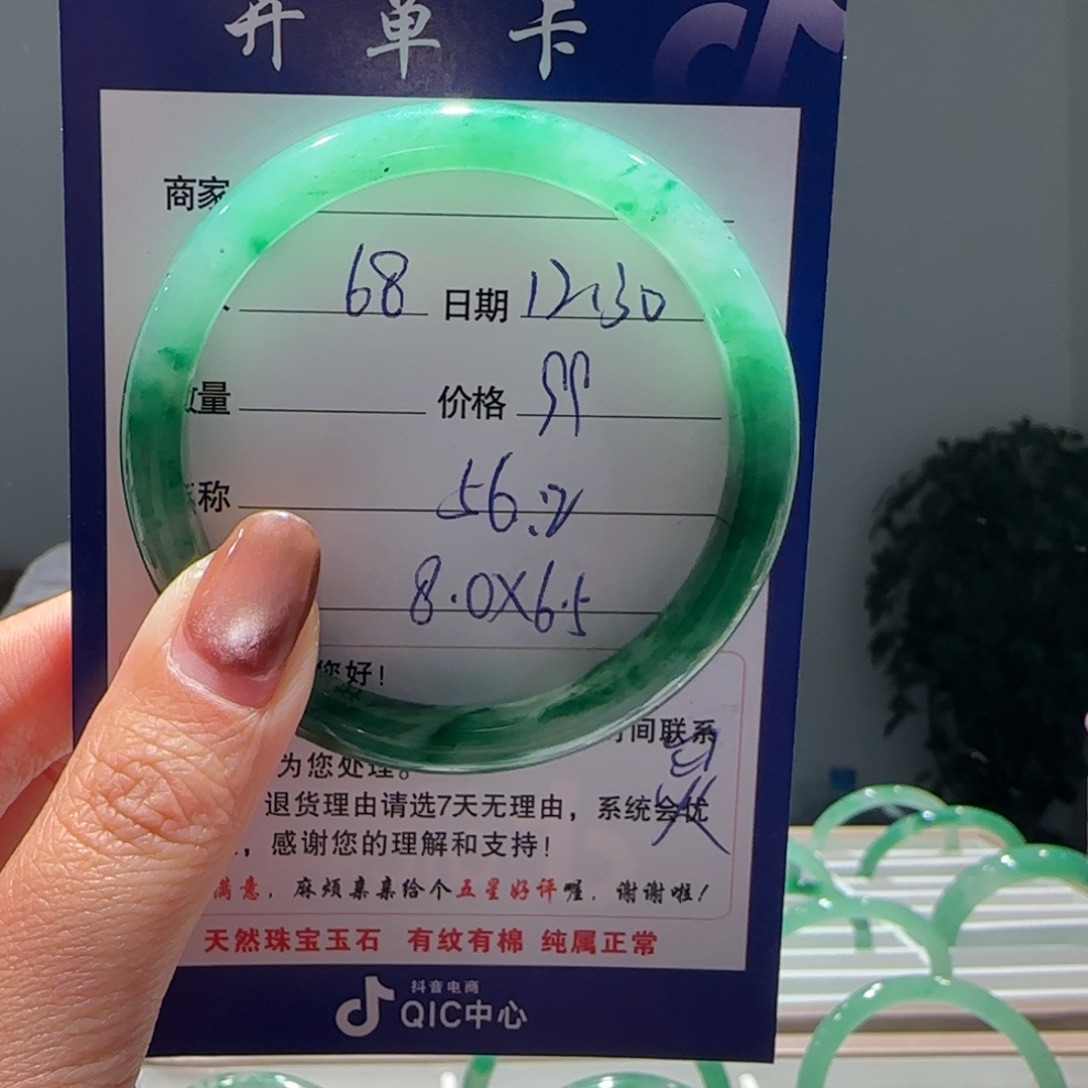 开单卡
商家
68 日期 12.30
量 价格
称 56.2
8.0X6.5
您好!
间联系
为您处理。
退货理由请选7天无理由,系统会优
,感谢您的理解和支持!
满意,麻烦亲亲给个五星好评喔,谢谢啦!
天然珠宝玉石 有纹有棉 纯属正常
抖音电商
QIC中心